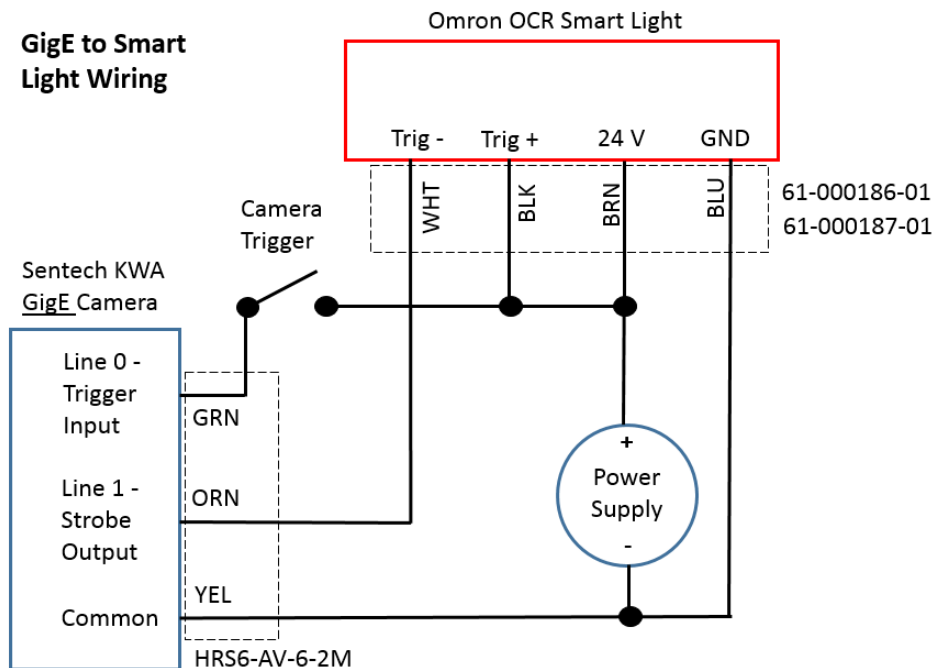 GigE to Smart
Light Wiring
Omron OCR Smart Light
Trig -
Trig +
24 V
GND
WHT
BLK
BRN
BLU
61-000186-01
61-000187-01
Camera
Trigger
Sentech KWA
GigE Camera
Line 0 -
Trigger
Input
GRN
Line 1 -
Strobe
Output
ORN
Common
YEL
HRS6-AV-6-2M
+
Power
Supply
-